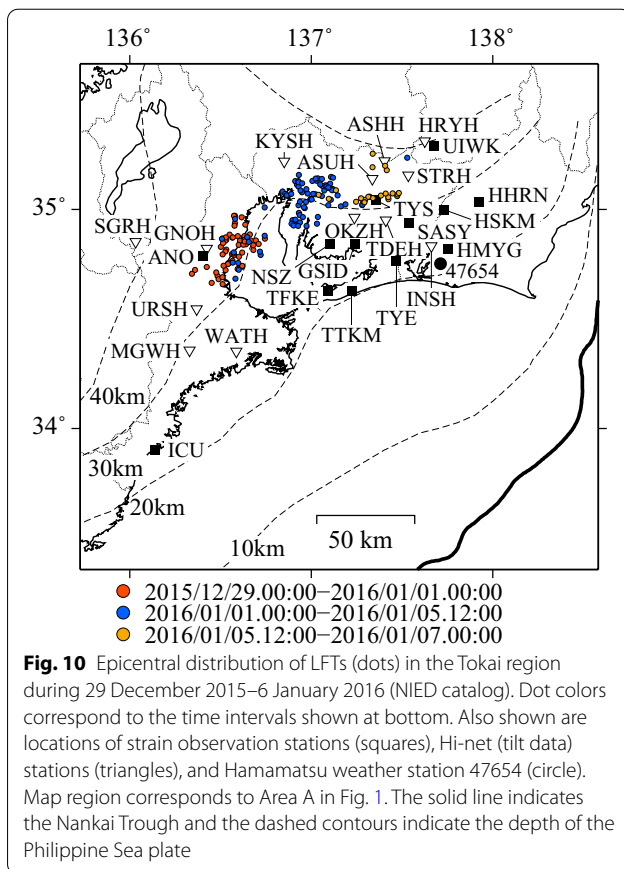 136° 137° 138°
ASHH HRYH
KYSH UIWK
ASUH
STRH
35° TYS HHRN
SGRH HSKM
GNOH OKZH SASY
ANO TDEH HMYG
NSZ GSID 47654
URSH TFKE INSH
WATH TYE
MGWH TTKM
40km
34°
30km ICU
20km
10km 50 km
2015/12/29.00:00−2016/01/01.00:00
2016/01/01.00:00−2016/01/05.12:00
2016/01/05.12:00−2016/01/07.00:00
Fig. 10 Epicentral distribution of LFTs (dots) in the Tokai region
during 29 December 2015–6 January 2016 (NIED catalog). Dot colors
correspond to the time intervals shown at bottom. Also shown are
locations of strain observation stations (squares), Hi-net (tilt data)
stations (triangles), and Hamamatsu weather station 47654 (circle).
Map region corresponds to Area A in Fig. 1. The solid line indicates
the Nankai Trough and the dashed contours indicate the depth of the
Philippine Sea plate